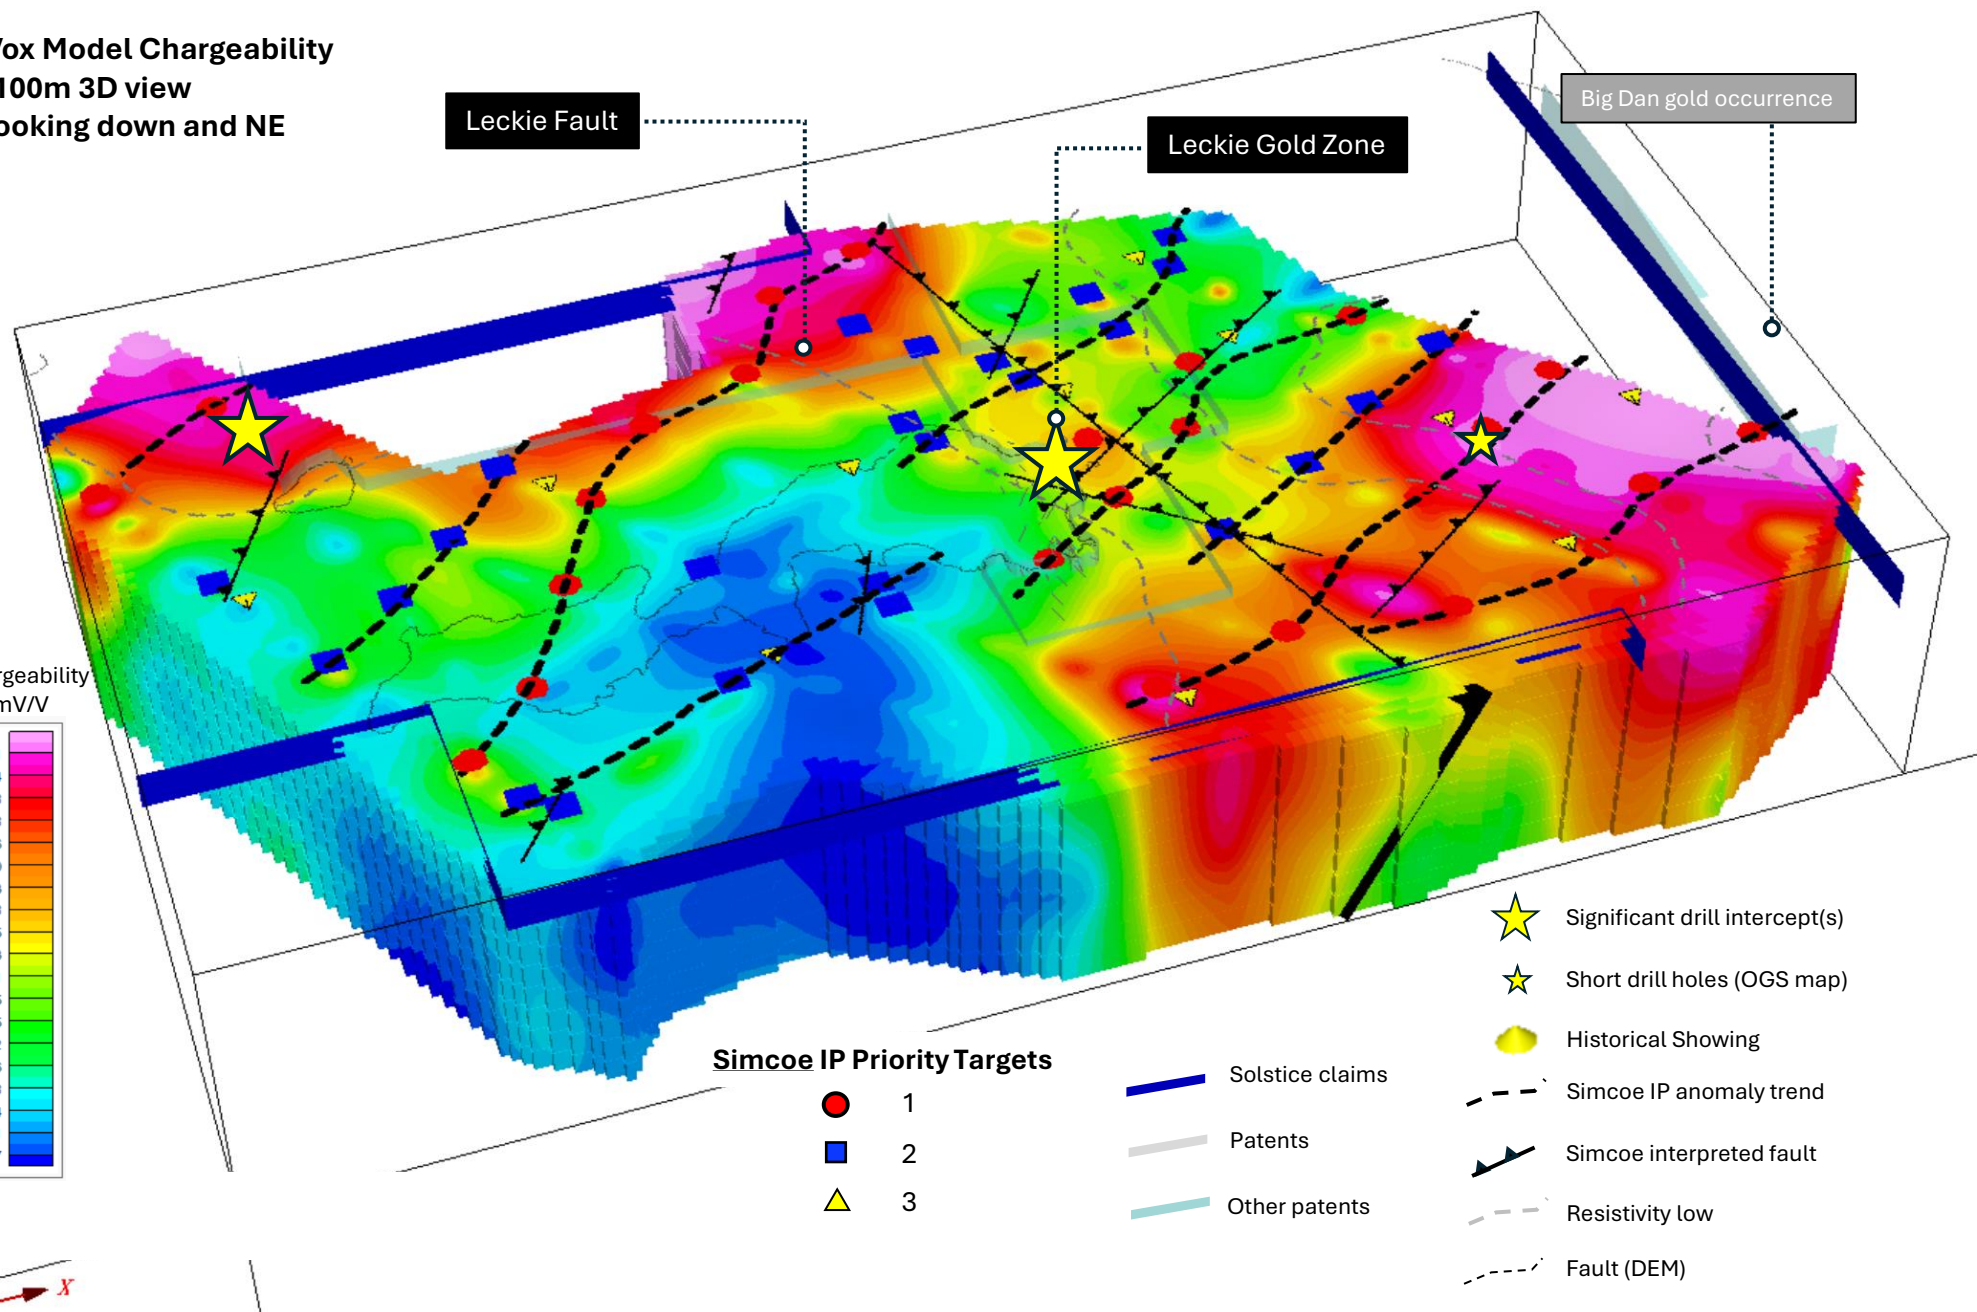 Vox Model Chargeability
100m 3D view
ooking down and NE
Leckie Fault
Leckie Gold Zone
Big Dan gold occurrence
rgeability
mV/V
Significant drill intercept(s)
Short drill holes (OGS map)
Historical Showing
Simcoe IP anomaly trend
Simcoe interpreted fault
Resistivity low
Fault (DEM)
Simcoe IP Priority Targets
1
2
3
Solstice claims
Patents
Other patents
X